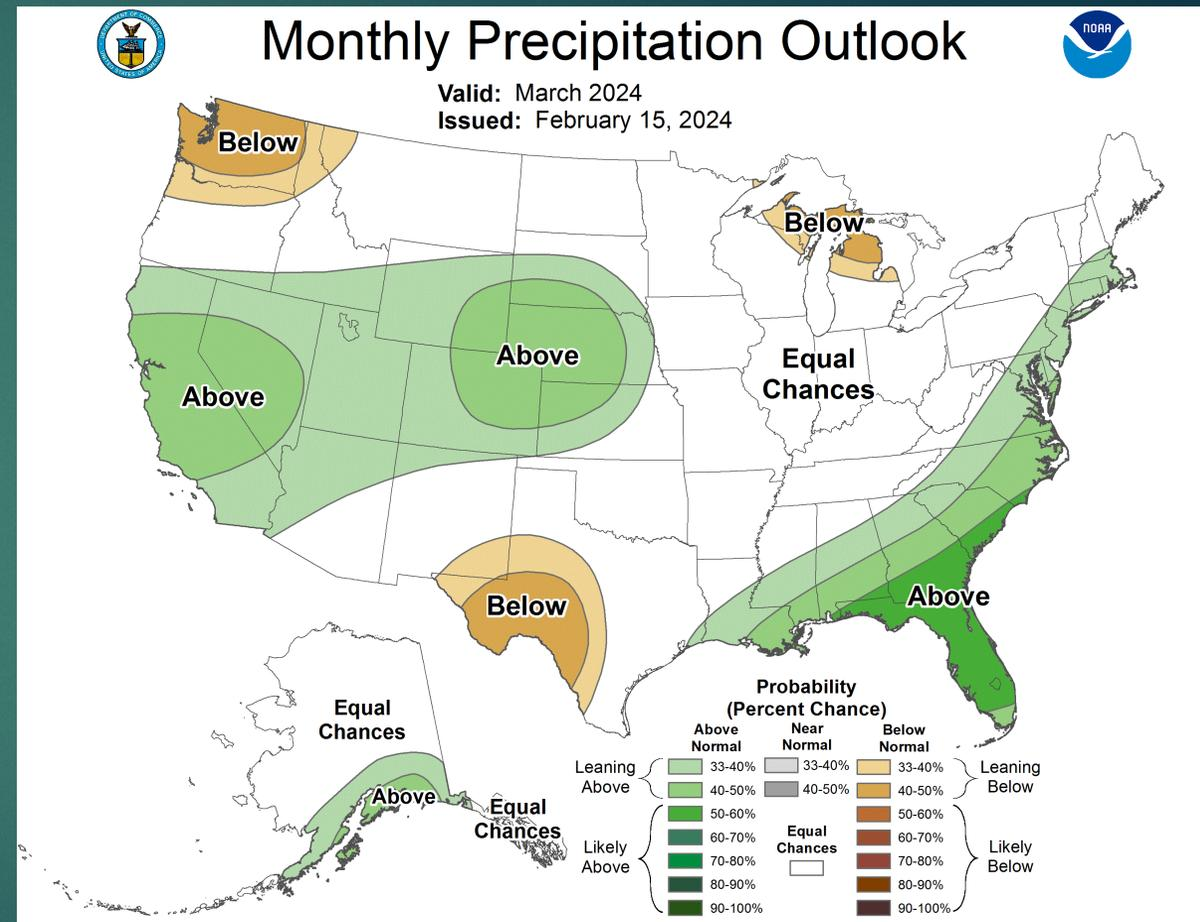 Monthly Precipitation Outlook
NOAA
Valid: March 2024
Issued: February 15, 2024
Below
Below
Above
Above
Equal
Chances
Below
Above
Equal
Chances
Above
Equal
Chances
Probability
(Percent Chance)
Above
Normal
Near
Normal
Below
Normal
Leaning
Above
33-40%
33-40%
33-40%
Leaning
Below
40-50%
40-50%
40-50%
Likely
Above
50-60%
60-70%
70-80%
80-90%
90-100%
Equal
Chances
50-60%
60-70%
70-80%
80-90%
90-100%
Likely
Below